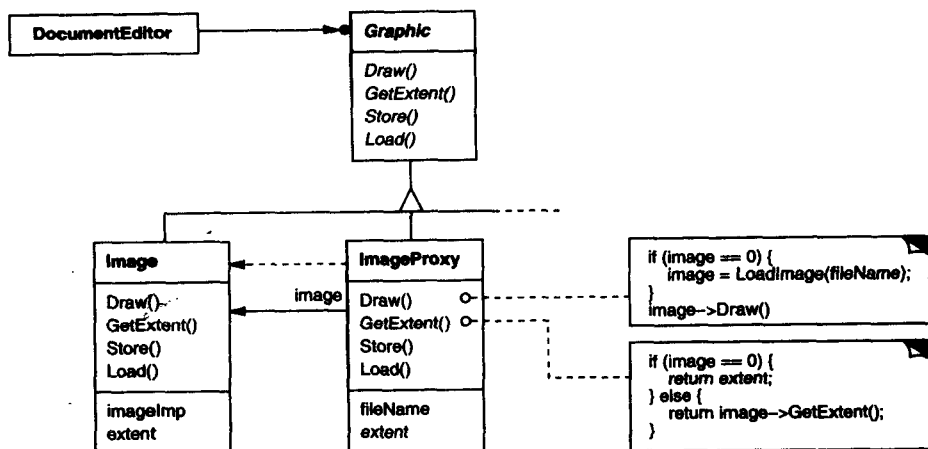 DocumentEditor
Graphic
Draw()
GetExtent()
Store()
Load()
Image
Draw()
GetExtent()
Store()
Load()
imageImp
extent
image
ImageProxy
Draw()
GetExtent()
Store()
Load()
fileName
extent
if (image == 0) {
image = LoadImage(fileName);
}
image->Draw()
if (image == 0) {
return extent;
} else {
return image->GetExtent();
}